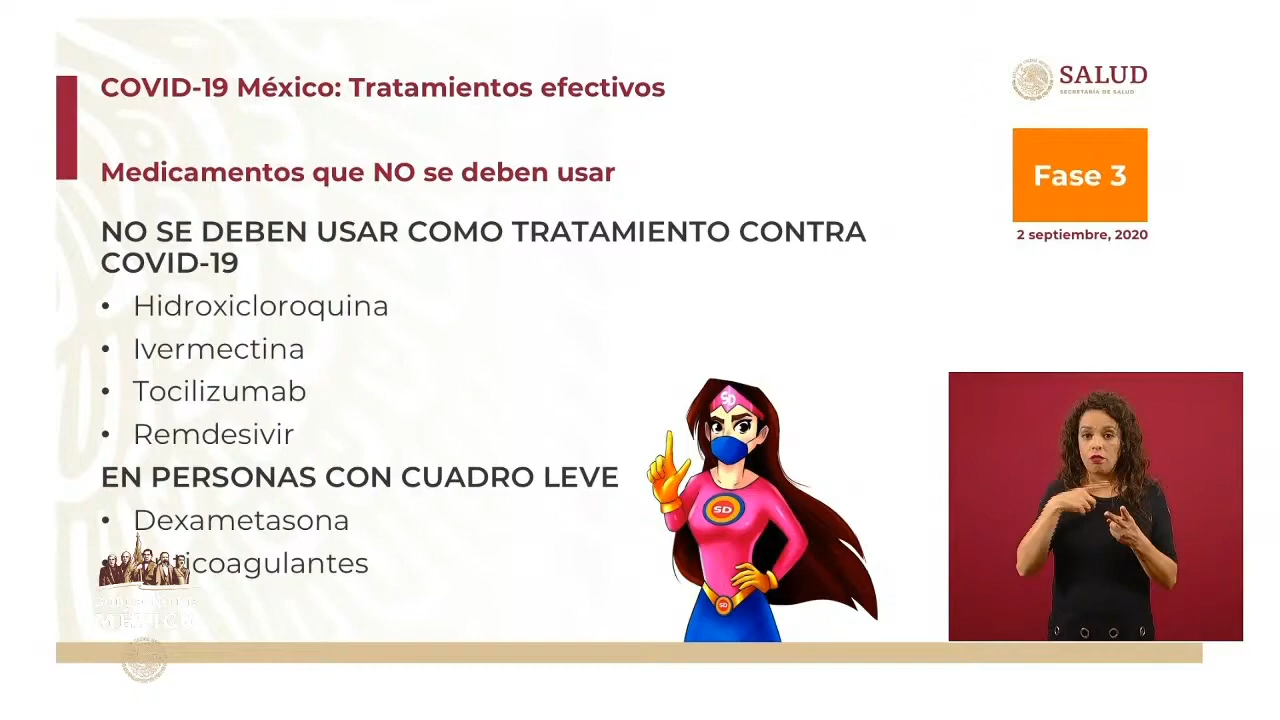 COVID-19 México: Tratamientos efectivos
SALUD
SECRETARÍA DE SALUD
Medicamentos que NO se deben usar
Fase 3
2 septiembre, 2020
NO SE DEBEN USAR COMO TRATAMIENTO CONTRA
COVID-19
• Hidroxicloroquina
• Ivermectina
• Tocilizumab
• Remdesivir
EN PERSONAS CON CUADRO LEVE
• Dexametasona
icoagulantes
SD
SD
SD
MÉXICO